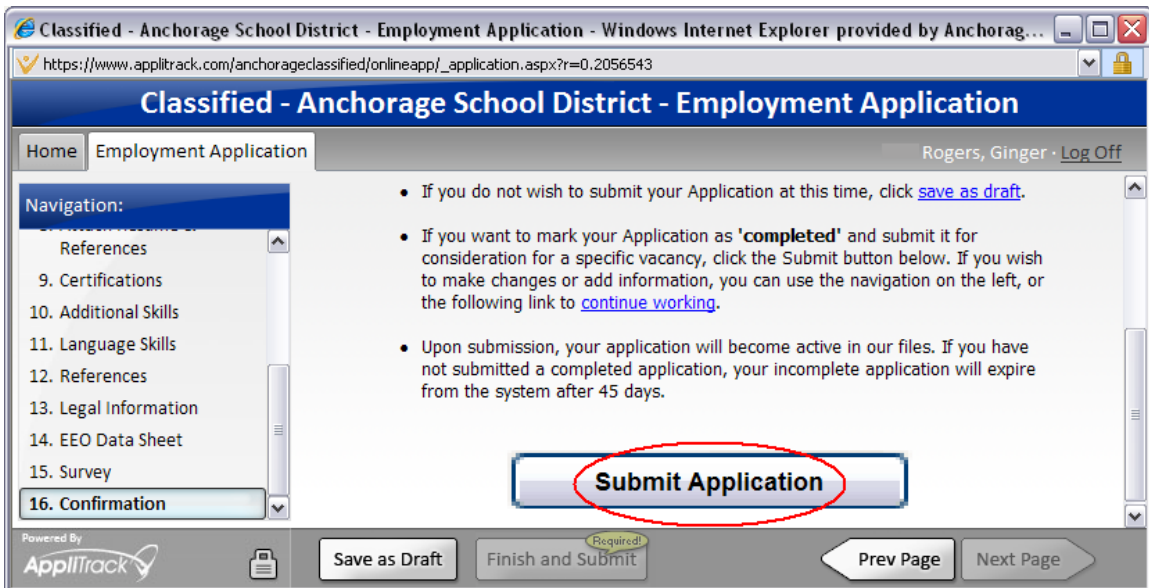 Classified - Anchorage School District - Employment Application - Windows Internet Explorer provided by Anchorag...
https://www.applitrack.com/anchorageclassified/onlineapp/_application.aspx?r=0.2056543
Classified - Anchorage School District - Employment Application
Home Employment Application
Rogers, Ginger · Log Off
Navigation:
References
9. Certifications
10. Additional Skills
11. Language Skills
12. References
13. Legal Information
14. EEO Data Sheet
15. Survey
16. Confirmation
• If you do not wish to submit your Application at this time, click save as draft.
• If you want to mark your Application as 'completed' and submit it for
consideration for a specific vacancy, click the Submit button below. If you wish
to make changes or add information, you can use the navigation on the left, or
the following link to continue working.
• Upon submission, your application will become active in our files. If you have
not submitted a completed application, your incomplete application will expire
from the system after 45 days.
Submit Application
Powered By
AppliTrack
Save as Draft
Required!
Finish and Submit
Prev Page
Next Page